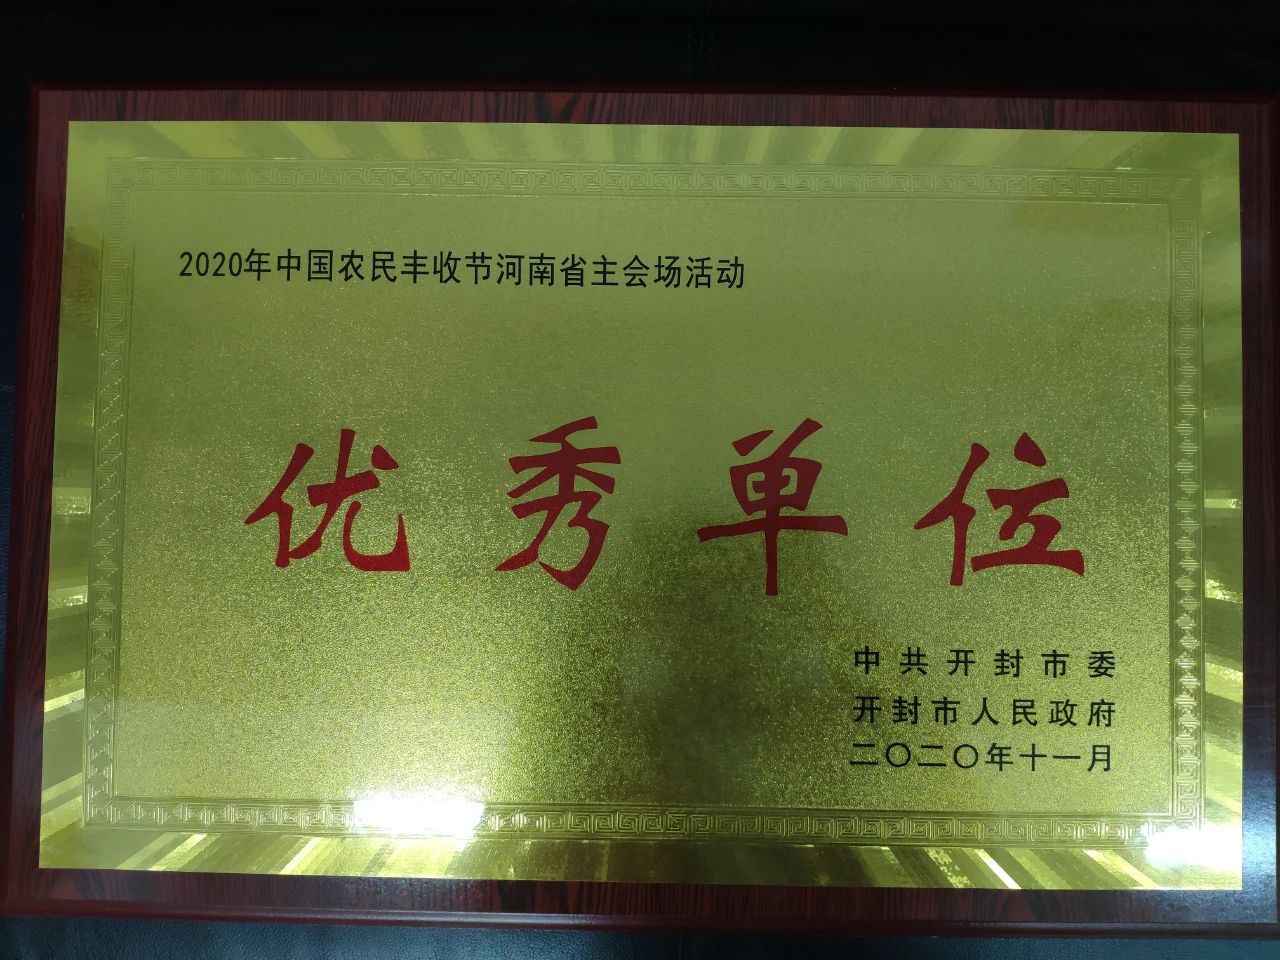 2020年中国农民丰收节河南省主会场活动
优秀单位
中共开封市委
开封市人民政府
二〇二〇年十一月